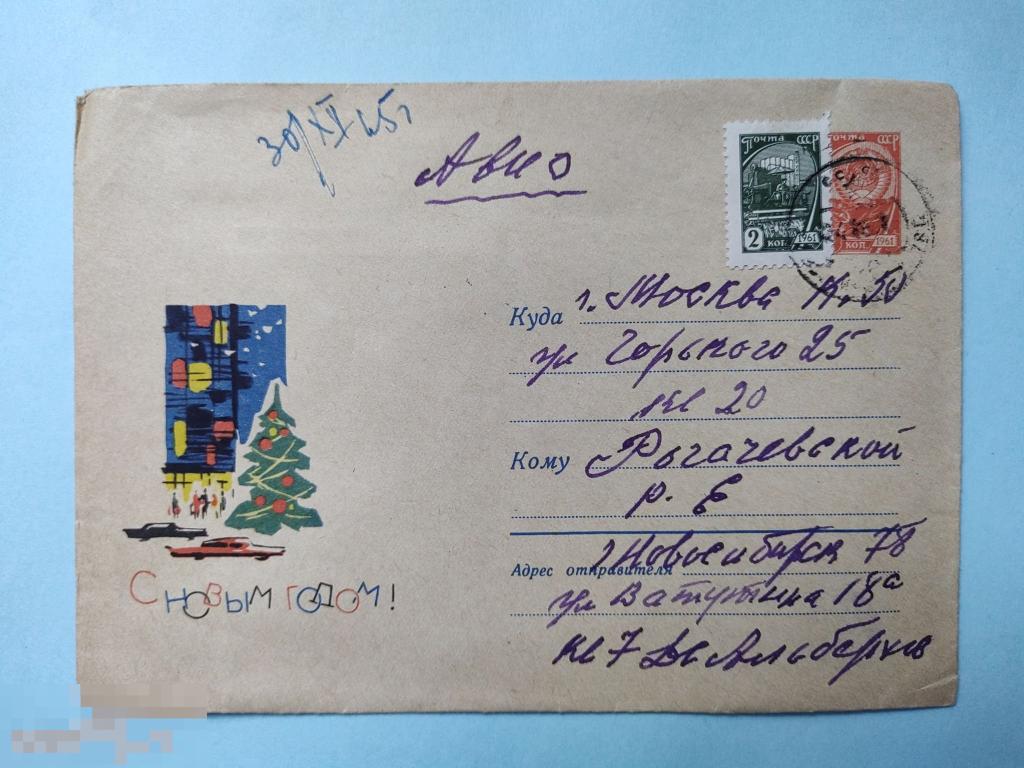 30/XII 65г
Авио
Почта СССР
2 коп. 1961
Почта СССР
коп. 1961
Куда г. Москва К. 50
ул Горького 25
кв 20
Кому Рогачевской
р. Е
Адрес отправителя г Новосибирск 78
ул Ватутина 18а
кв 7
С НОВЫМ ГОДОМ!